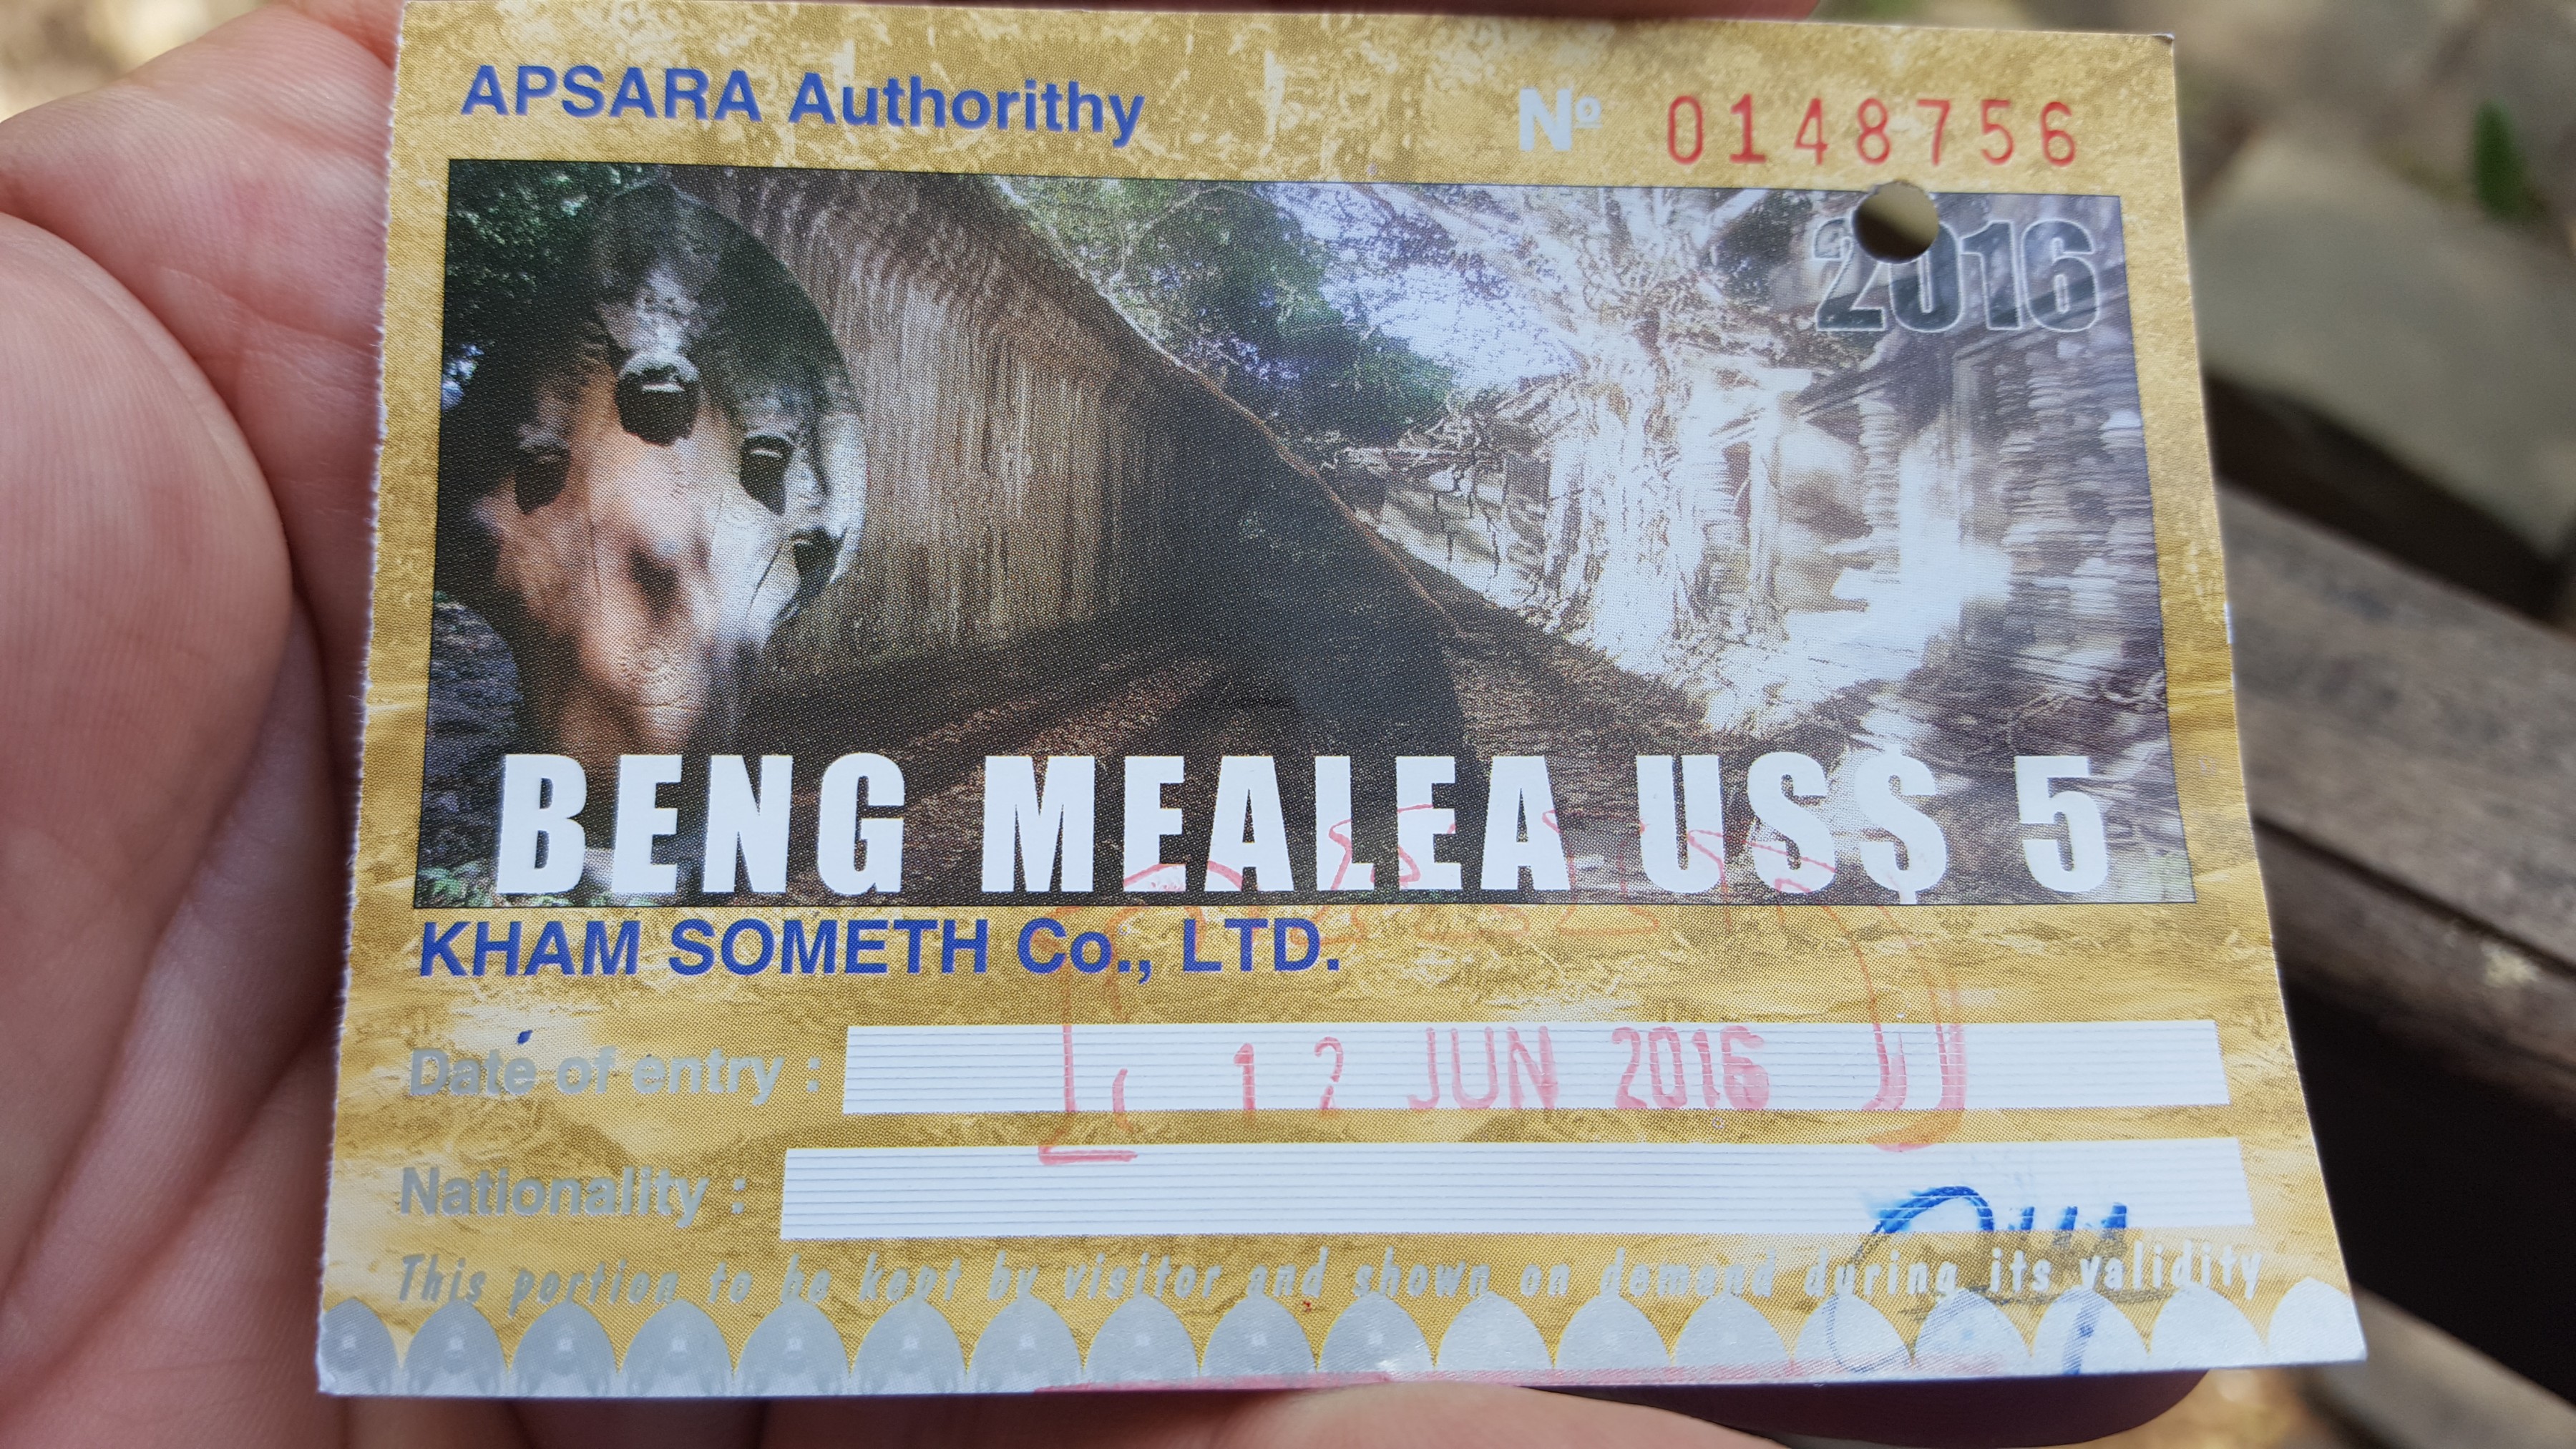 APSARA Authorithy
Nº 0148756
2016
BENG MEALEA US$ 5
KHAM SOMETH Co., LTD.
Date of entry : 12 JUN 2016
Nationality :
This portion to be kept by visitor and shown on demand during its validity